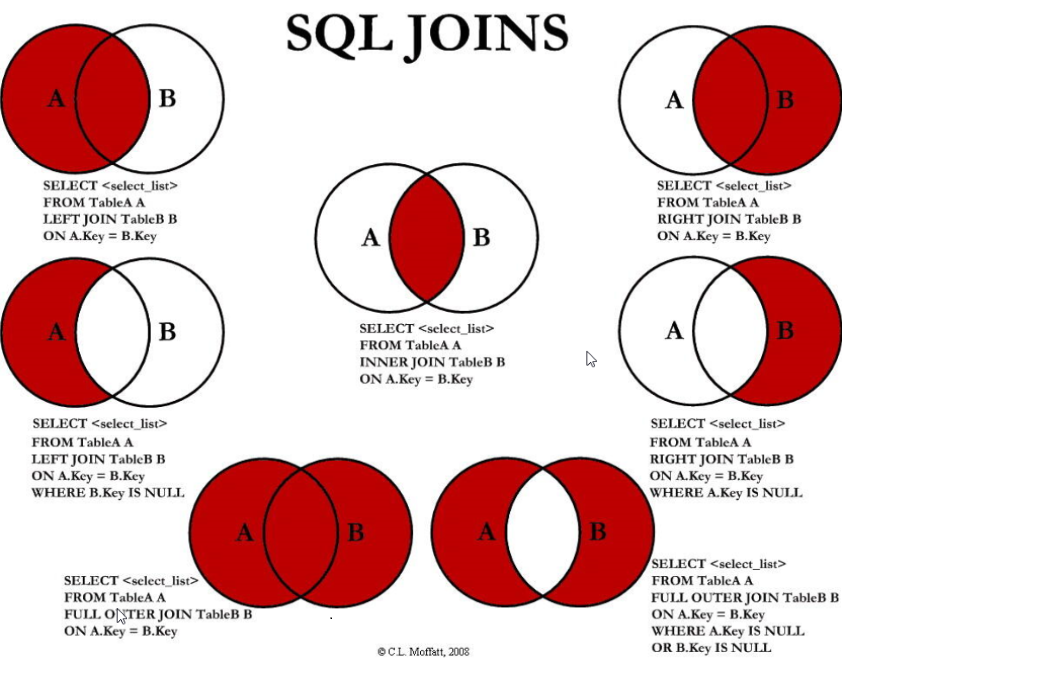 SQL JOINS
A B
SELECT <select_list>
FROM TableA A
LEFT JOIN TableB B
ON A.Key = B.Key
A B
SELECT <select_list>
FROM TableA A
RIGHT JOIN TableB B
ON A.Key = B.Key
A B
SELECT <select_list>
FROM TableA A
INNER JOIN TableB B
ON A.Key = B.Key
A B
SELECT <select_list>
FROM TableA A
LEFT JOIN TableB B
ON A.Key = B.Key
WHERE B.Key IS NULL
A B
SELECT <select_list>
FROM TableA A
RIGHT JOIN TableB B
ON A.Key = B.Key
WHERE A.Key IS NULL
A B
SELECT <select_list>
FROM TableA A
FULL OUTER JOIN TableB B
ON A.Key = B.Key
A B
SELECT <select_list>
FROM TableA A
FULL OUTER JOIN TableB B
ON A.Key = B.Key
WHERE A.Key IS NULL
OR B.Key IS NULL
© C.L. Moffatt, 2008